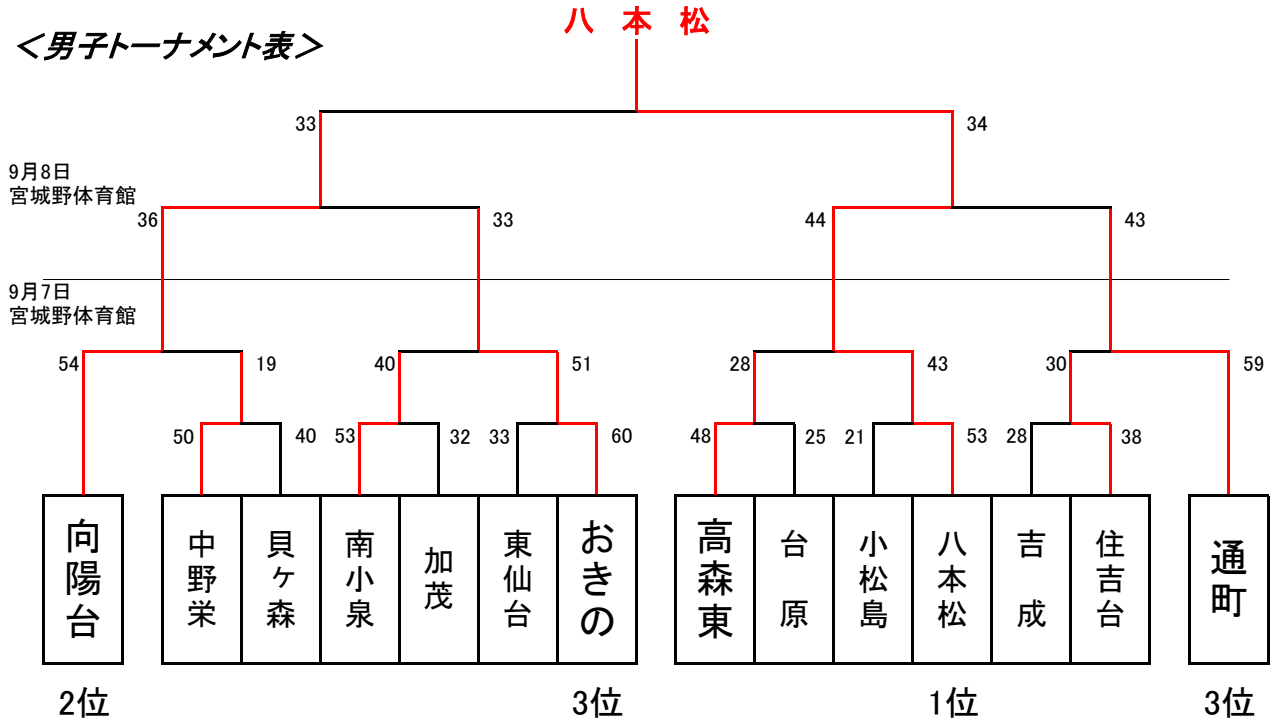 八 本 松
＜男子トーナメント表＞
33 34
9月8日
宮城野体育館
36 33 44 43
9月7日
宮城野体育館
54 19 40 51 28 43 30 59
50 40 53 32 33 60 48 25 21 53 28 38
向陽台 中野栄 貝ヶ森 南小泉 加茂 東仙台 おきの 高森東 台原 小松島 八本松 吉成 住吉台 通町
2位 3位 1位 3位